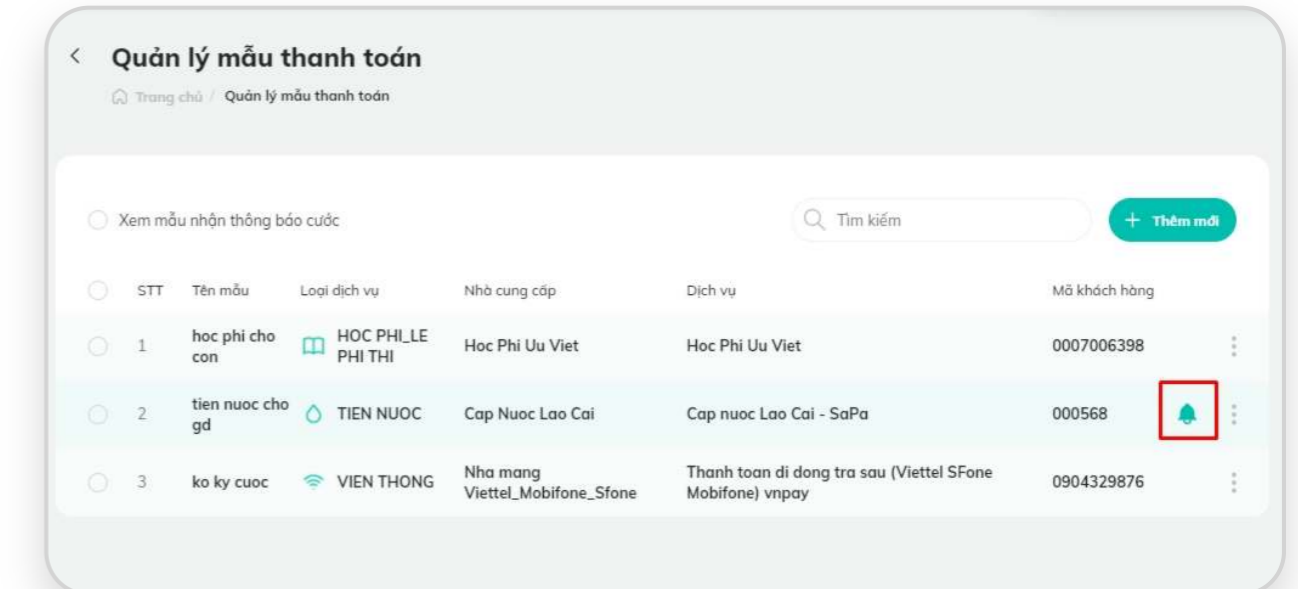 Quản lý mẫu thanh toán
Trang chủ / Quản lý mẫu thanh toán
Xem mẫu nhận thông báo cước
Tìm kiếm
+ Thêm mới
STT Tên mẫu Loại dịch vụ Nhà cung cấp Dịch vụ Mã khách hàng
1 hoc phi cho con HOC PHI_LE PHI THI Hoc Phi Uu Viet Hoc Phi Uu Viet 0007006398
2 tien nuoc cho gd TIEN NUOC Cap Nuoc Lao Cai Cap nuoc Lao Cai - SaPa 000568
3 ko ky cuoc VIEN THONG Nha mang Viettel_Mobifone_Sfone Thanh toan di dong tra sau (Viettel SFone Mobifone) vnpay 0904329876